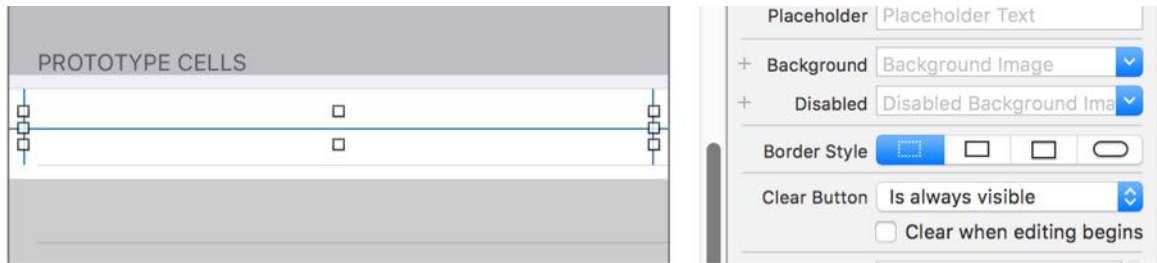 PROTOTYPE CELLS
Placeholder Placeholder Text
+ Background Background Image
+ Disabled Disabled Background Ima
Border Style
Clear Button Is always visible
Clear when editing begins